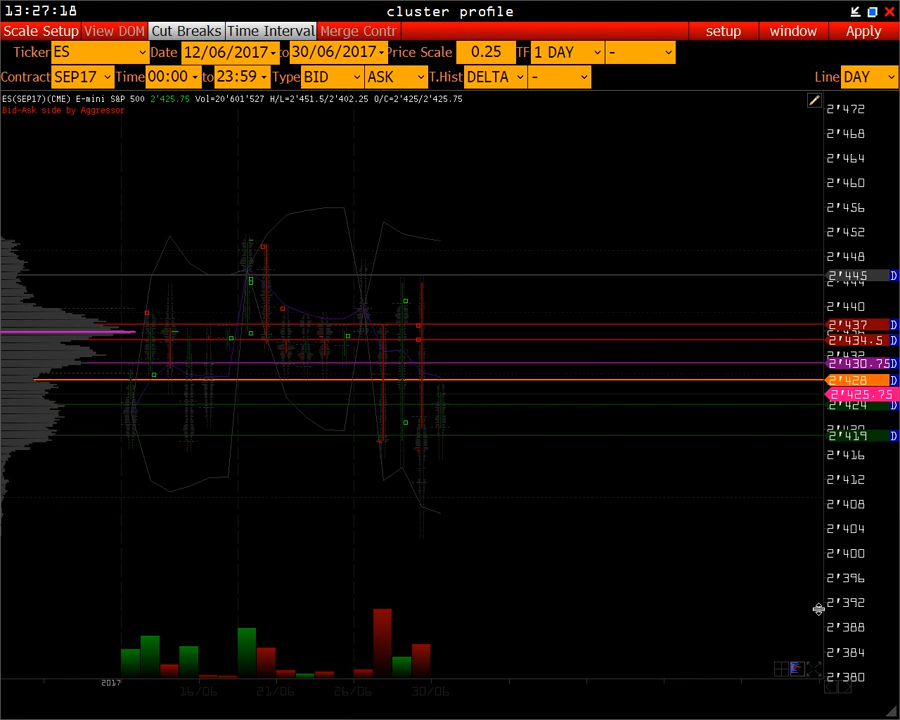 13:27:18 cluster profile
Scale Setup View DOM Cut Breaks Time Interval Merge Contr setup window Apply
Ticker ES Date 12/06/2017 to 30/06/2017 Price Scale 0.25 TF 1 DAY -
Contract SEP17 Time 00:00 to 23:59 Type BID ASK T.Hist DELTA - Line DAY
ES(SEP17)(CME) E-mini S&P 500 2'425.75 Vol=20'601'527 H/L=2'451.5/2'402.25 O/C=2'425/2'425.75
Bid-Ask side by Aggressor
2'472
2'468
2'464
2'460
2'456
2'452
2'448
2'445 D
2'444
2'440
2'437 D
2'434.5 D
2'432
2'430.75 D
2'428 D
2'425.75
2'424 D
2'420
2'419 D
2'416
2'412
2'408
2'404
2'400
2'396
2'392
2'388
2'384
2'380
2017
16/06 21/06 26/06 30/06